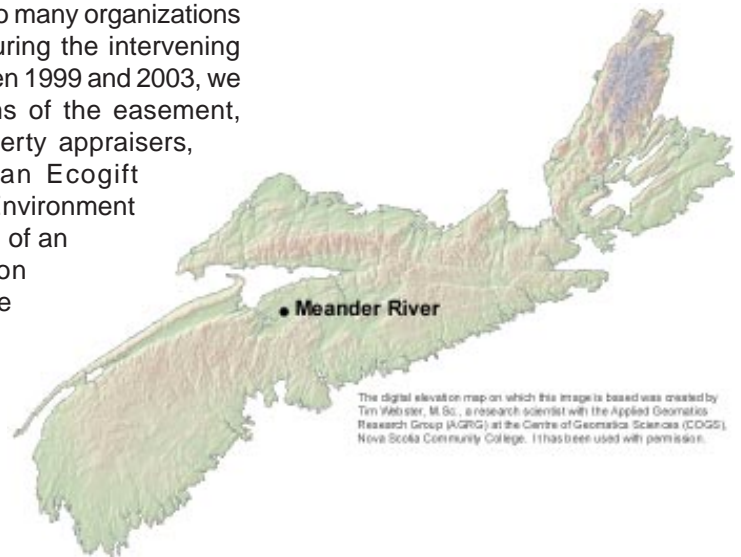 o many organizations
uring the intervening
en 1999 and 2003, we
ns of the easement,
erty appraisers,
an Ecogift
Environment
of an
on
e
Meander River
The digital elevation map on which this image is based was created by
Tim Webster, M.Sc., a research scientist with the Applied Geomatics
Research Group (AGRG) at the Centre of Geomatics Sciences (COGS),
Nova Scotia Community College. It has been used with permission.